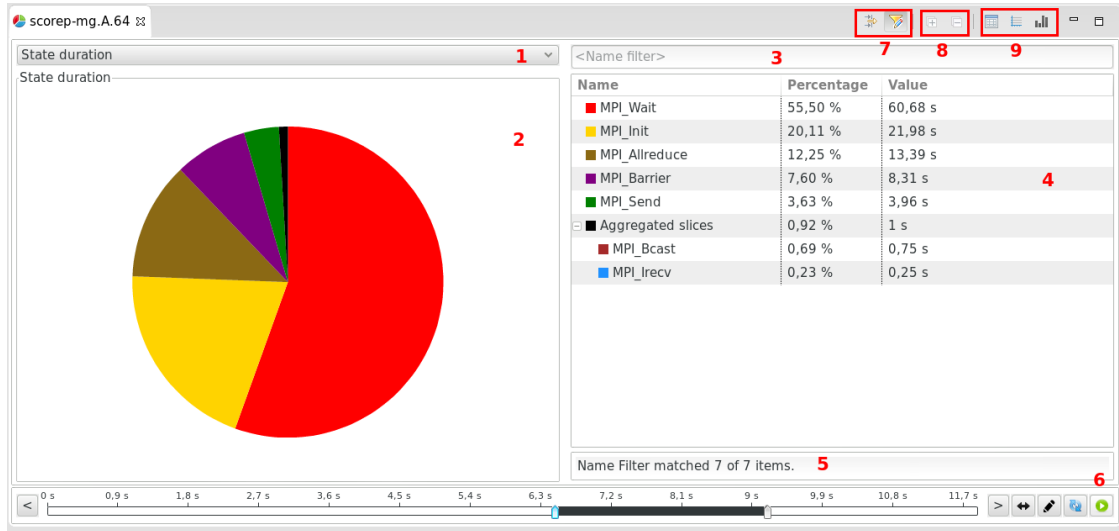 scorep-mg.A.64
7 8 9
State duration 1
State duration
2
<Name filter> 3
Name Percentage Value
MPI_Wait 55,50 % 60,68 s
MPI_Init 20,11 % 21,98 s
MPI_Allreduce 12,25 % 13,39 s
MPI_Barrier 7,60 % 8,31 s
4
MPI_Send 3,63 % 3,96 s
Aggregated slices 0,92 % 1 s
MPI_Bcast 0,69 % 0,75 s
MPI_Irecv 0,23 % 0,25 s
Name Filter matched 7 of 7 items. 5
6
< 0 s 0,9 s 1,8 s 2,7 s 3,6 s 4,5 s 5,4 s 6,3 s 7,2 s 8,1 s 9 s 9,9 s 10,8 s 11,7 s >